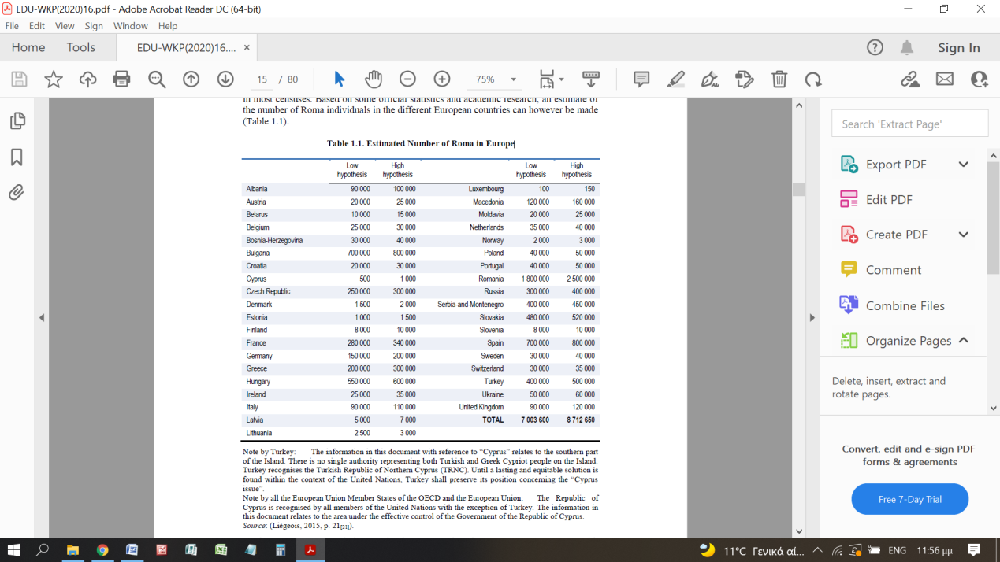 EDU-WKP(2020)16.pdf - Adobe Acrobat Reader DC (64-bit)
File Edit View Sign Window Help
Home Tools EDU-WKP(2020)16.... × Sign In
15 / 80 75%
in most censuses. Based on some official statistics and academic research, an estimate of
the number of Roma individuals in the different European countries can however be made
(Table 1.1).
Table 1.1. Estimated Number of Roma in Europe
Low hypothesis High hypothesis Low hypothesis High hypothesis
Albania 90 000 100 000 Luxembourg 100 150
Austria 20 000 25 000 Macedonia 120 000 160 000
Belarus 10 000 15 000 Moldavia 20 000 25 000
Belgium 25 000 30 000 Netherlands 35 000 40 000
Bosnia-Herzegovina 30 000 40 000 Norway 2 000 3 000
Bulgaria 700 000 800 000 Poland 40 000 50 000
Croatia 20 000 30 000 Portugal 40 000 50 000
Cyprus 500 1 000 Romania 1 800 000 2 500 000
Czech Republic 250 000 300 000 Russia 300 000 400 000
Denmark 1 500 2 000 Serbia-and-Montenegro 400 000 450 000
Estonia 1 000 1 500 Slovakia 480 000 520 000
Finland 8 000 10 000 Slovenia 8 000 10 000
France 280 000 340 000 Spain 700 000 800 000
Germany 150 000 200 000 Sweden 30 000 40 000
Greece 200 000 300 000 Switzerland 30 000 35 000
Hungary 550 000 600 000 Turkey 400 000 500 000
Ireland 25 000 35 000 Ukraine 50 000 60 000
Italy 90 000 110 000 United Kingdom 90 000 120 000
Latvia 5 000 7 000 TOTAL 7 003 600 8 712 650
Lithuania 2 500 3 000
Note by Turkey: The information in this document with reference to “Cyprus” relates to the southern part
of the Island. There is no single authority representing both Turkish and Greek Cypriot people on the Island.
Turkey recognises the Turkish Republic of Northern Cyprus (TRNC). Until a lasting and equitable solution is
found within the context of the United Nations, Turkey shall preserve its position concerning the “Cyprus
issue”.
Note by all the European Union Member States of the OECD and the European Union: The Republic of
Cyprus is recognised by all members of the United Nations with the exception of Turkey. The information in
this document relates to the area under the effective control of the Government of the Republic of Cyprus.
Source: (Liégeois, 2015, p. 21[21]).
Search 'Extract Page'
Export PDF
Edit PDF
Create PDF
Comment
Combine Files
Organize Pages
Delete, insert, extract and
rotate pages.
Convert, edit and e-sign PDF
forms & agreements
Free 7-Day Trial
11°C Γενικά αί... ENG 11:56 μμ